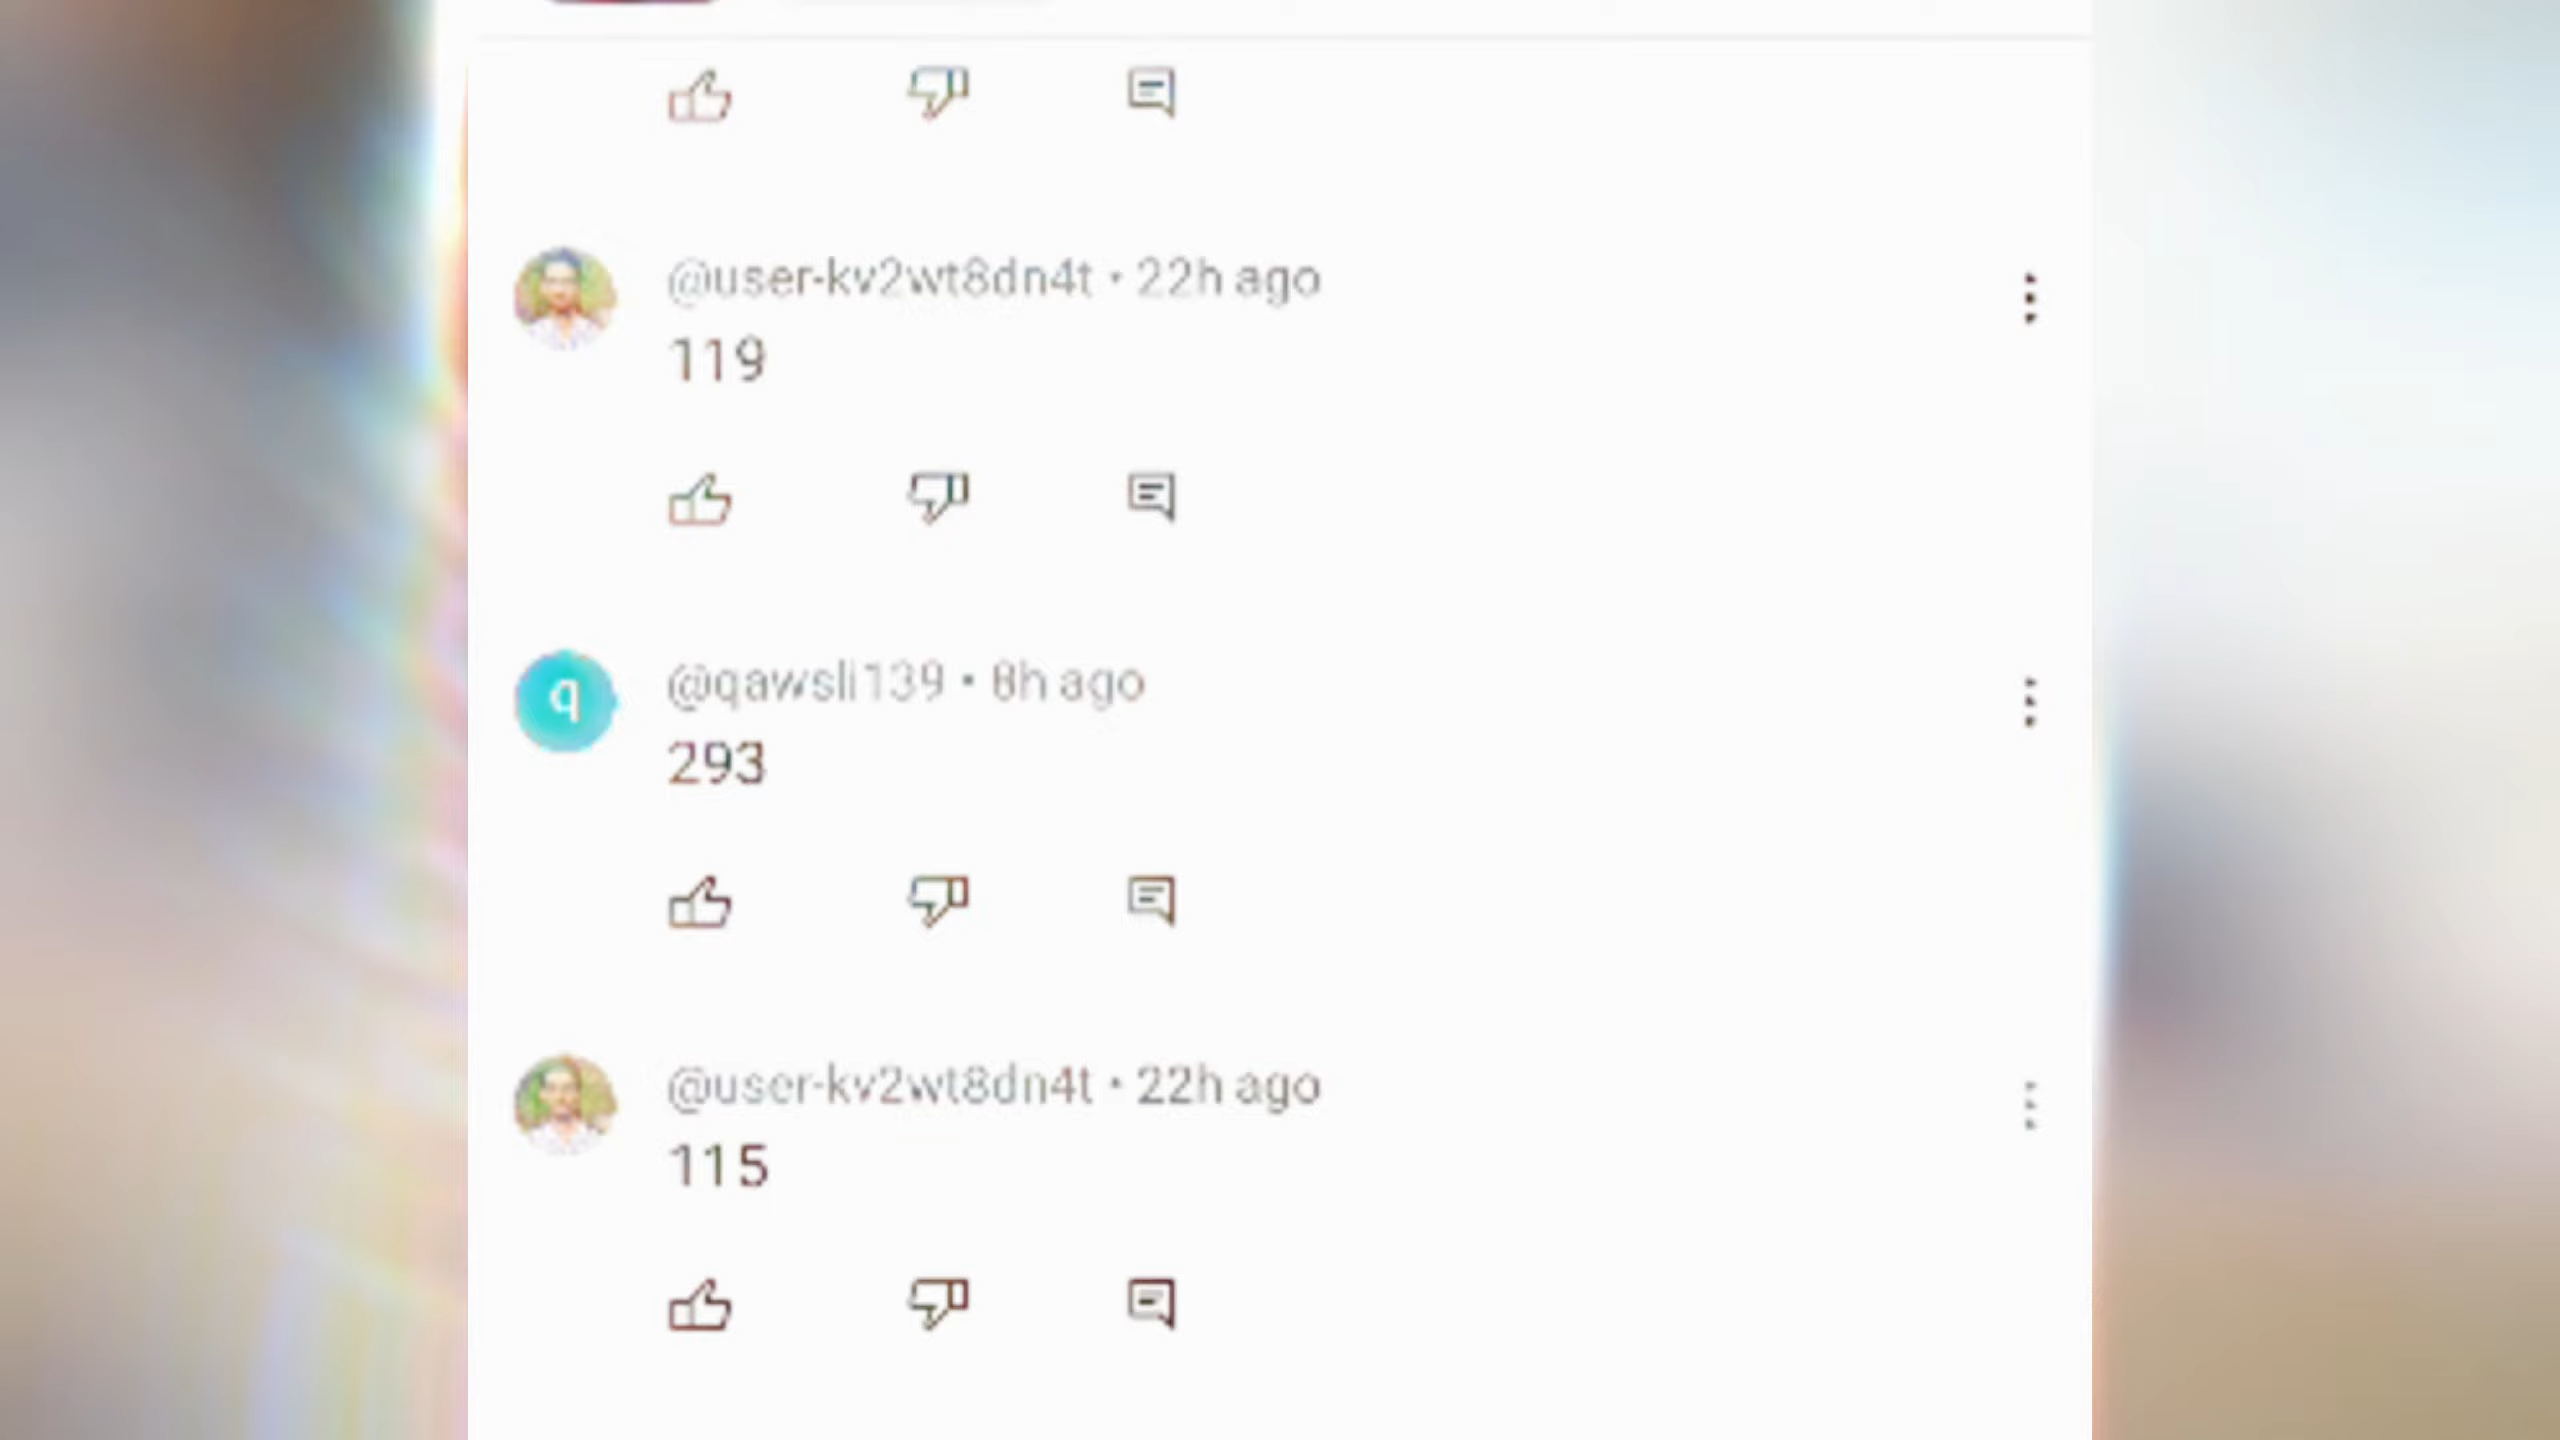 @user-kv2wt8dn4t • 22h ago
119
q
@qawsli139 • 8h ago
293
@user-kv2wt8dn4t • 22h ago
115